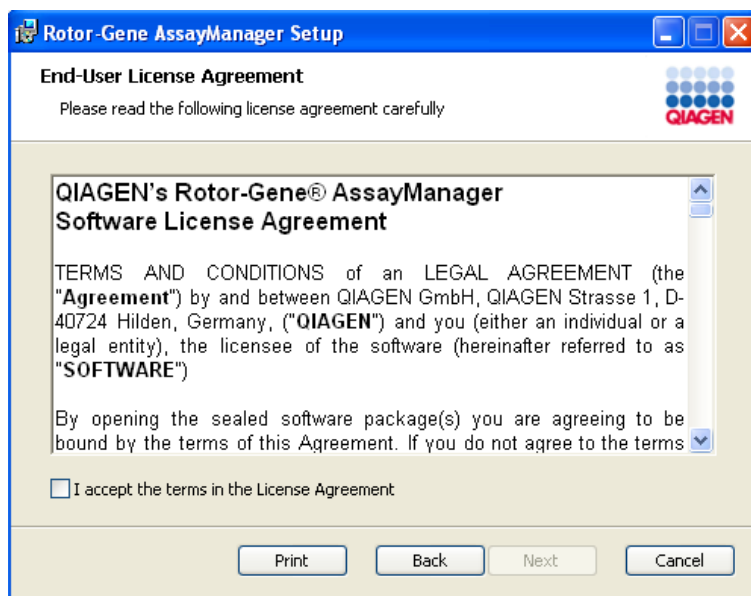 Rotor-Gene AssayManager Setup
End-User License Agreement
Please read the following license agreement carefully
QIAGEN
QIAGEN's Rotor-Gene® AssayManager
Software License Agreement
TERMS AND CONDITIONS of an LEGAL AGREEMENT (the
"Agreement") by and between QIAGEN GmbH, QIAGEN Strasse 1, D-
40724 Hilden, Germany, ("QIAGEN") and you (either an individual or a
legal entity), the licensee of the software (hereinafter referred to as
"SOFTWARE")
By opening the sealed software package(s) you are agreeing to be
bound by the terms of this Agreement. If you do not agree to the terms
I accept the terms in the License Agreement
Print
Back
Next
Cancel